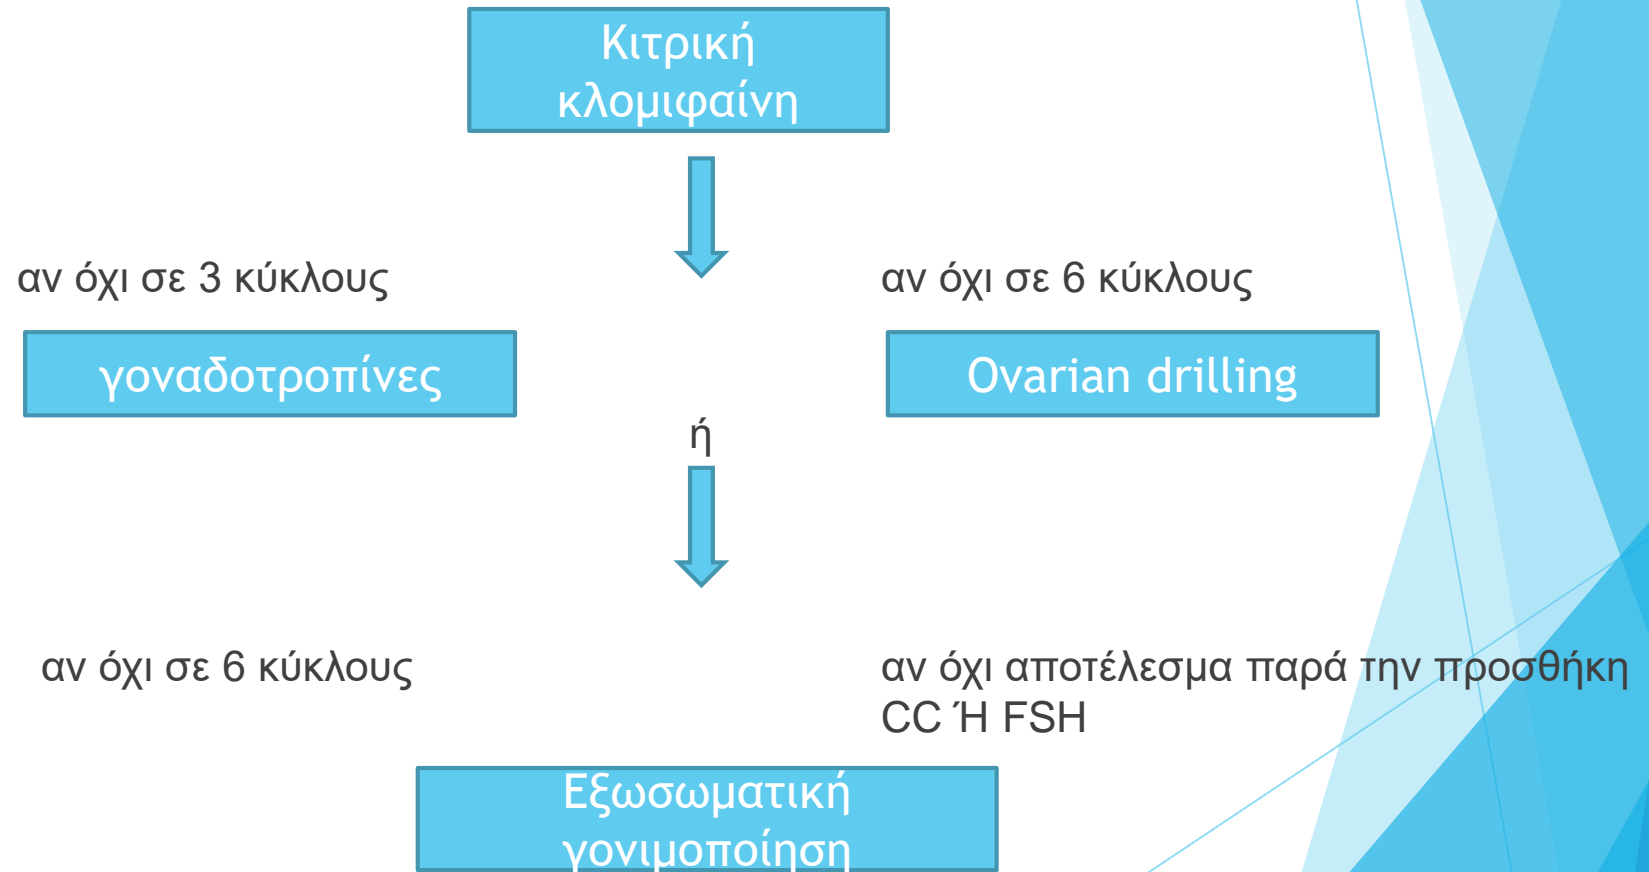 Κιτρική
κλομιφαίνη
αν όχι σε 3 κύκλους
αν όχι σε 6 κύκλους
γοναδοτροπίνες
Ovarian drilling
ή
αν όχι σε 6 κύκλους
αν όχι αποτέλεσμα παρά την προσθήκη
CC Ή FSH
Εξωσωματική
γονιμοποίηση